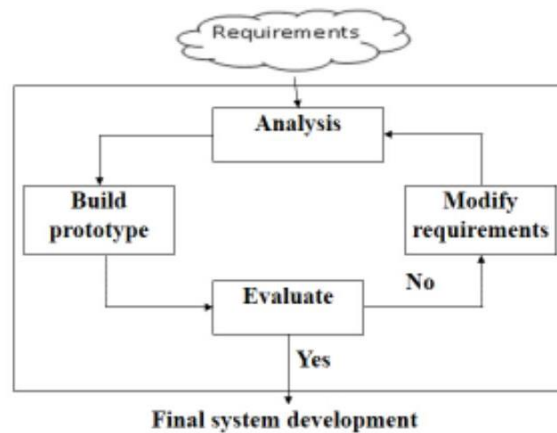 Requirements
Analysis
Build
prototype
Modify
requirements
Evaluate
No
Yes
Final system development